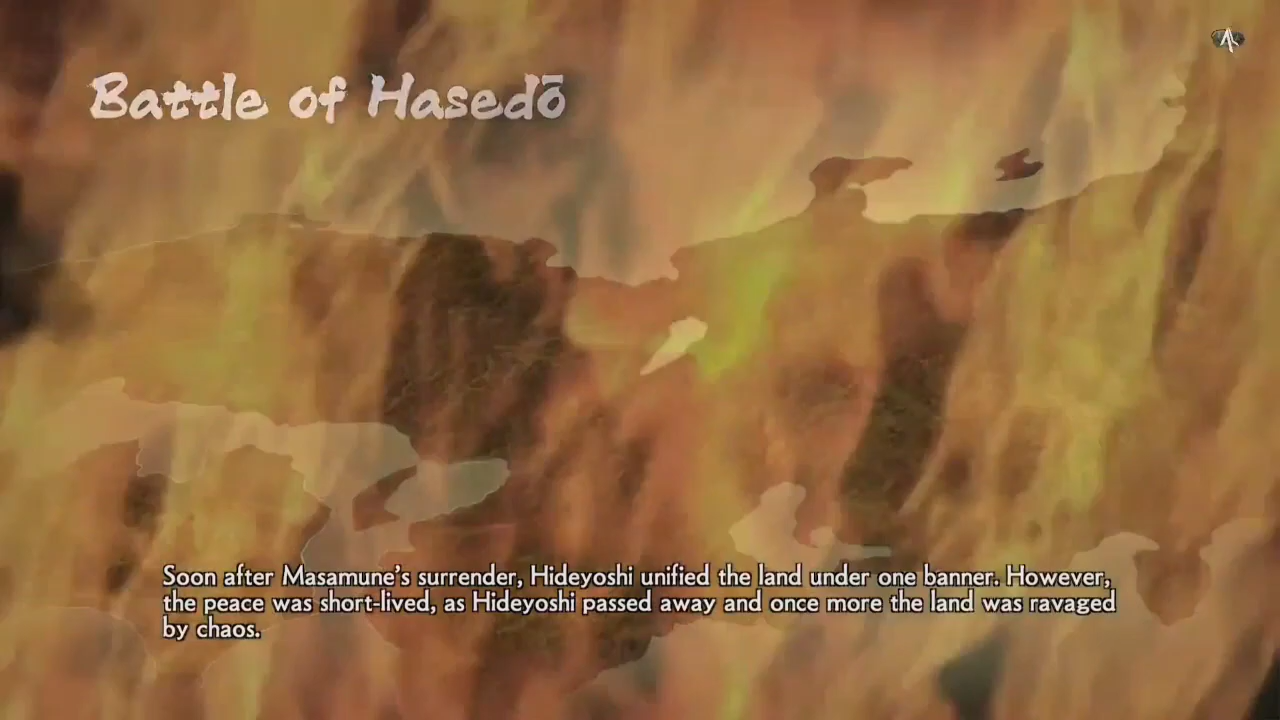 Battle of Hasedō
Soon after Masamune's surrender, Hideyoshi unified the land under one banner. However,
the peace was short-lived, as Hideyoshi passed away and once more the land was ravaged
by chaos.